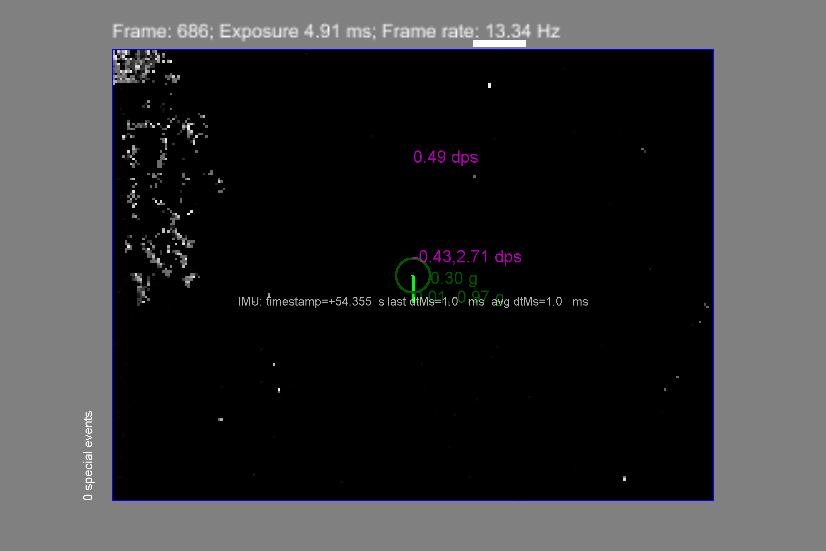 Frame: 686; Exposure 4.91 ms; Frame rate: 13.34 Hz
0.49 dps
-0.43,2.71 dps
0.30 g
0.97 g
IMU: timestamp=+54.355 s last dtMs=1.0 ms avg dtMs=1.0 ms
0 special events